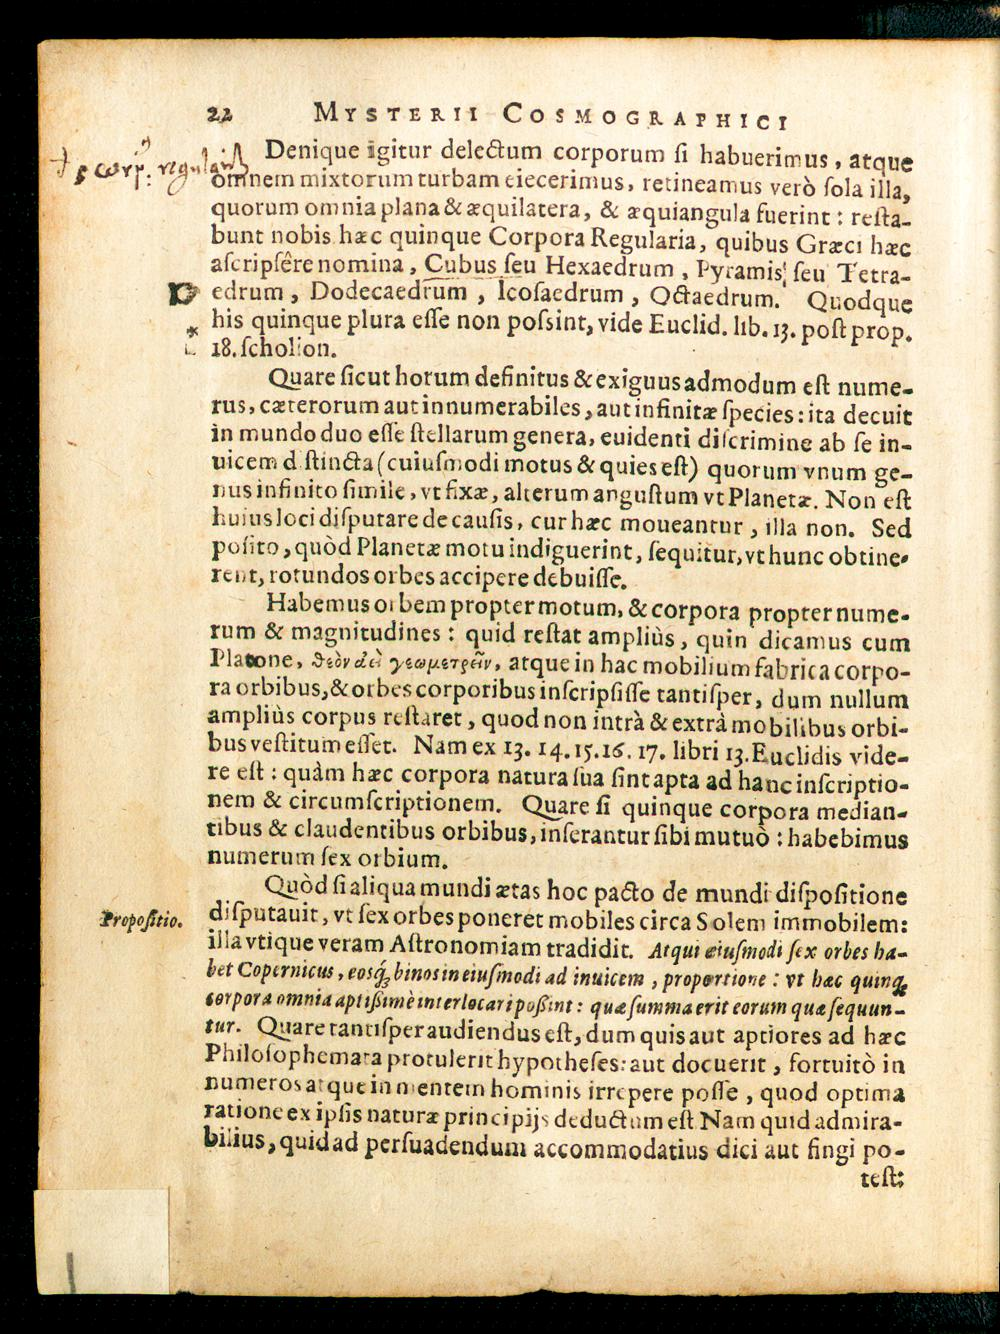 22 MYSTERII COSMOGRAPHICI
5 corp: regularia
Denique igitur delectum corporum ſi habuerimus, atque
omnem mixtorum turbam eiecerimus, retineamus verò ſola illa,
quorum omnia plana & æquilatera, & æquiangula fuerint: reſta-
bunt nobis hæc quinque Corpora Regularia, quibus Græci hæc
aſcripſêre nomina, Cubus ſeu Hexaedrum, Pyramis ſeu Tetra-
edrum, Dodecaedrum, Icoſaedrum, Octaedrum. Quodque
* his quinque plura eſſe non poſsint, vide Euclid. lib. 13. poſt prop.
18. ſcholion.
Quare ſicut horum definitus & exiguus admodum eſt nume-
rus, cæterorum aut innumerabiles, aut infinitæ ſpecies: ita decuit
in mundo duo eſſe ſtellarum genera, euidenti diſcrimine ab ſe in-
uicem diſtincta (cuiuſmodi motus & quies eſt) quorum vnum ge-
nus infinito ſimile, vt fixæ, alterum anguſtum vt Planetæ. Non eſt
huius loci diſputare de cauſis, cur hæc moueantur, illa non. Sed
poſito, quòd Planetæ motu indiguerint, ſequitur, vt hunc obtine-
rent, rotundos orbes accipere debuiſſe.
Habemus orbem propter motum, & corpora propter nume-
rum & magnitudines: quid reſtat ampliùs, quin dicamus cum
Platone, θεὸν ἀεὶ γεωμετρεῖν, atque in hac mobilium fabrica corpo-
ra orbibus, & orbes corporibus inſcripſiſſe tantiſper, dum nullum
ampliùs corpus reſtaret, quod non intrà & extrà mobilibus orbi-
bus veſtitum eſſet. Nam ex 13. 14. 15. 16. 17. libri 13. Euclidis vide-
re eſt: quàm hæc corpora natura ſua ſint apta ad hanc inſcriptio-
nem & circumſcriptionem. Quare ſi quinque corpora median-
tibus & claudentibus orbibus, inſerantur ſibi mutuò: habebimus
numerum ſex orbium.
Quòd ſi aliqua mundi ætas hoc pacto de mundi diſpoſitione
Propoſitio. diſputauit, vt ſex orbes poneret mobiles circa Solem immobilem:
illa vtique veram Aſtronomiam tradidit. Atqui eiuſmodi ſex orbes ha-
bet Copernicus, eosq́ꝫ binos in eiuſmodi ad inuicem, proportione: vt hæc quinqꝫ
corpora omnia aptißimè interlocari poßint: quæ ſumma erit eorum quæ ſequun-
tur. Quare tantiſper audiendus eſt, dum quis aut aptiores ad hæc
Philoſophemata protulerit hypotheſes: aut docuerit, fortuitò in
numeros atque in mentem hominis irrepere poſſe, quod optima
ratione ex ipſis naturæ principijs deductum eſt Nam quid admira-
bilius, quid ad perſuadendum accommodatius dici aut fingi po-
teſt: